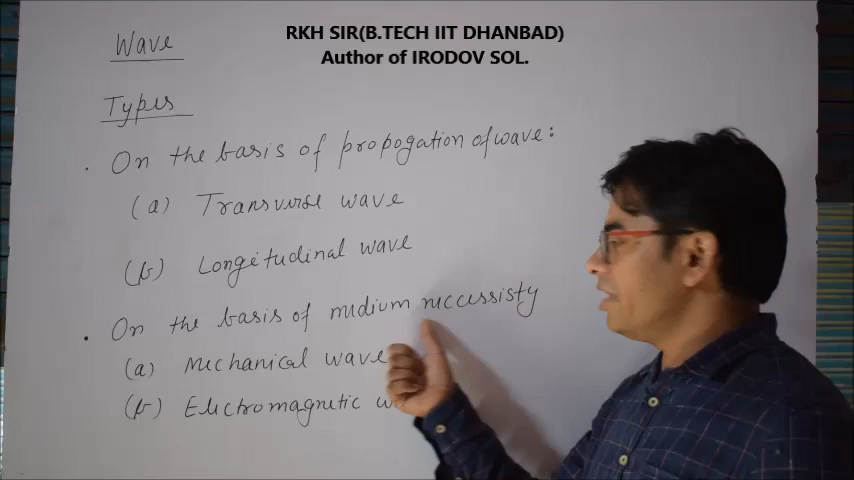 RKH SIR(B.TECH IIT DHANBAD)
Author of IRODOV SOL.
Wave
Types
. On the basis of propogation of wave:
(a) Transverse wave
(b) Longitudinal wave
. On the basis of medium neccessisty
(a) Mechanical wave
(b) Electromagnetic